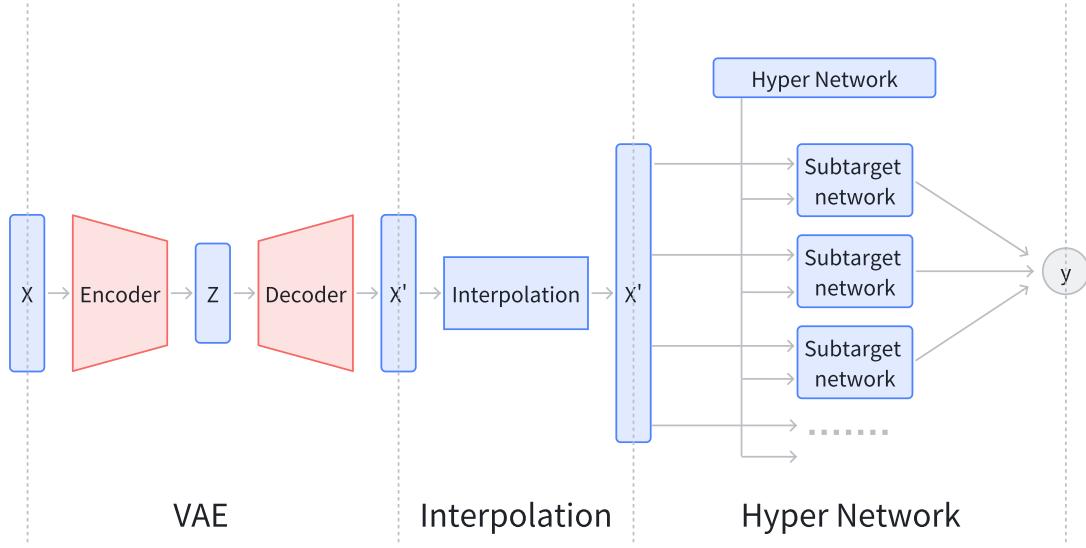 Hyper Network
Subtarget
network
Subtarget
network
Subtarget
network
.......
X
Encoder
Z
Decoder
X'
Interpolation
X'
y
VAE
Interpolation
Hyper Network